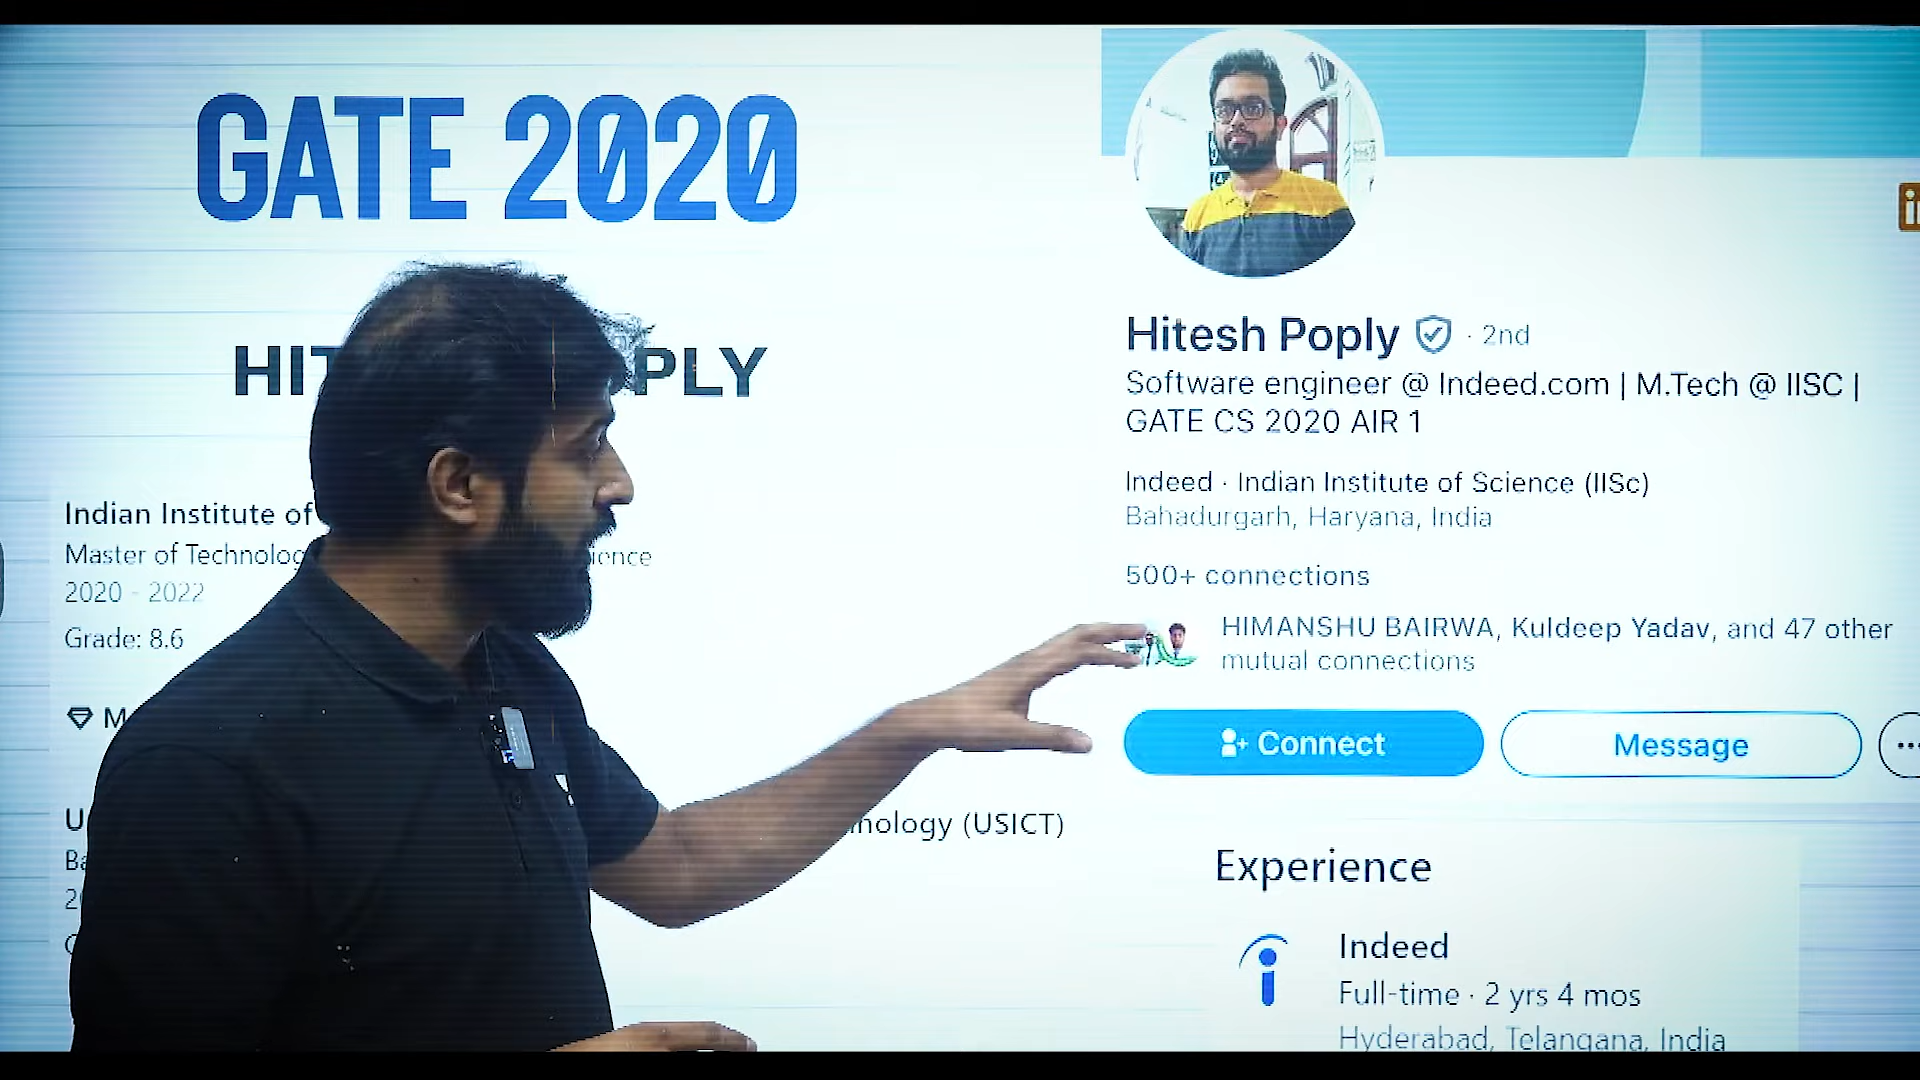 GATE 2020
HIT PLY
Indian Institute of
Master of Technolog ience
2020 - 2022
Grade: 8.6
M
U nology (USICT)
Ba
Hitesh Poply · 2nd
Software engineer @ Indeed.com | M.Tech @ IISC |
GATE CS 2020 AIR 1
Indeed · Indian Institute of Science (IISc)
Bahadurgarh, Haryana, India
500+ connections
HIMANSHU BAIRWA, Kuldeep Yadav, and 47 other
mutual connections
Connect
Message
Experience
Indeed
Full-time · 2 yrs 4 mos
Hyderabad, Telangana, India